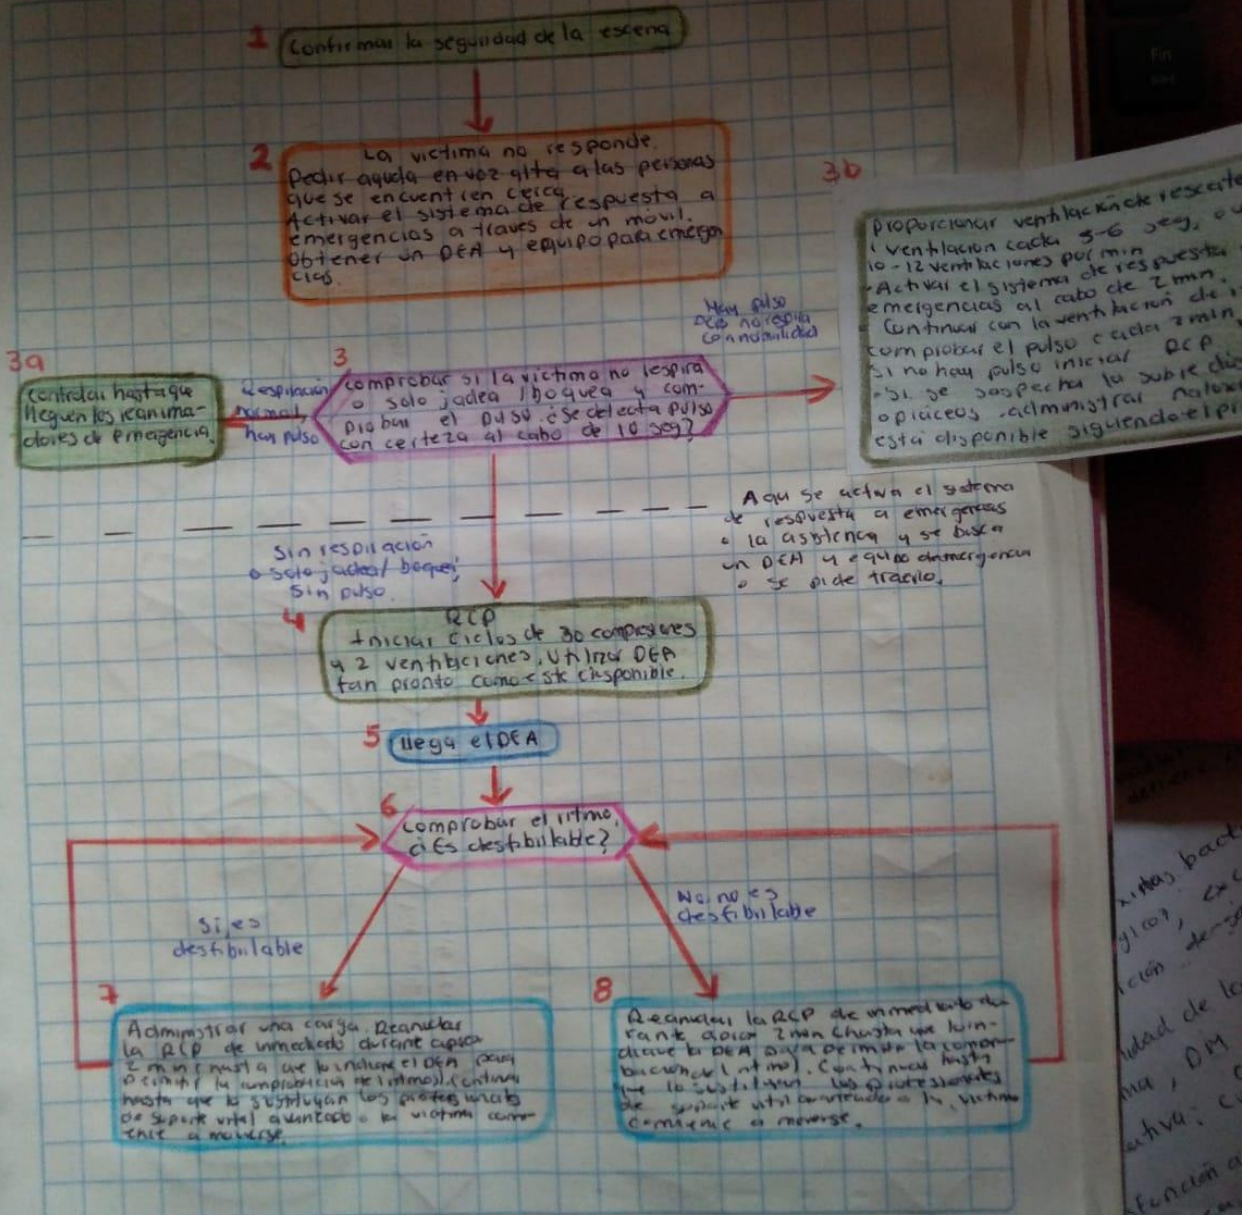 1 Confirmar la seguridad de la escena
2 La victima no responde.
Pedir ayuda en voz alta a las personas
que se encuentren cerca
Activar el sistema de respuesta a
emergencias a traves de un móvil.
Obtener un DEA y equipo para emergen
cias.
3b
proporcionar ventilación de rescate
1 ventilacion cada 5-6 seg,
10-12 ventilaciones por min
-Activar el sistema de respuesta
emergencias al cabo de 2 mn.
Continuar con la ventilación de
comprobar el pulso cada 2 min,
si no hay pulso iniciar RCP
-Si se sospecha la sobre
opiáceos administrar
está disponible siguiendo el
Hay pulso
pero no respira
con normalidad
3a
Controlar hasta que
lleguen los reanima-
dores de emergencia.
Respiración
normal,
hay pulso
3
comprobar si la víctima no respira
o solo jadea/boquea y com-
probar el pulso ¿Se detecta pulso
con certeza al cabo de 10 seg?
Aqui se activa el sistema
de respuesta a emergencias
o la asistencia y se busca
un DEA y equipo de emergencia
o se pide traerlo.
Sin respiración
o solo jadea/boquea;
Sin pulso.
4
RCP
Iniciar ciclos de 30 compresiones
y 2 ventilaciones. Utilizar DEA
tan pronto como este disponible.
5 llega el DEA
6
comprobar el ritmo.
¿Es desfibrilable?
Si, es
desfibrilable
No, no es
desfibrilable
7
Administrar una carga. Reanudar
la RCP de inmediato durante aprox
2 min (hasta que lo indique el DEA para
permitir la comprobacion del ritmo). Continuar
hasta que lo sustituyan los profesionales
de soporte vital avanzado o la victima comi-
ence a moverse.
8
Reanudar la RCP de inmediato du
rante aprox 2 min (hasta que lo in-
dique el DEA para permitir la compro-
bacion del ritmo). Continuar hasta
que lo sustituyan los profesionales
de soporte vital avanzado o la victima
comience a moverse.
Fin